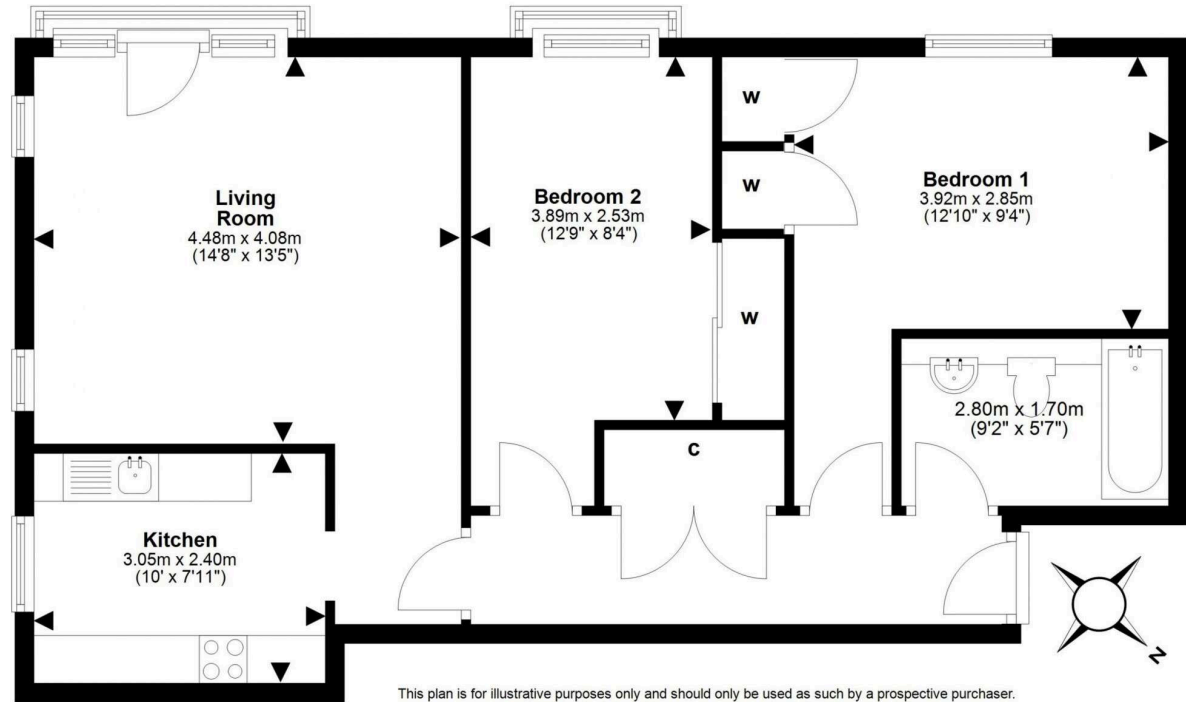 Living
Room
4.48m x 4.08m
(14'8" x 13'5")
Bedroom 2
3.89m x 2.53m
(12'9" x 8'4")
W
W
W
Bedroom 1
3.92m x 2.85m
(12'10" x 9'4")
2.80m x 1.70m
(9'2" x 5'7")
C
Kitchen
3.05m x 2.40m
(10' x 7'11")
N
This plan is for illustrative purposes only and should only be used as such by a prospective purchaser.